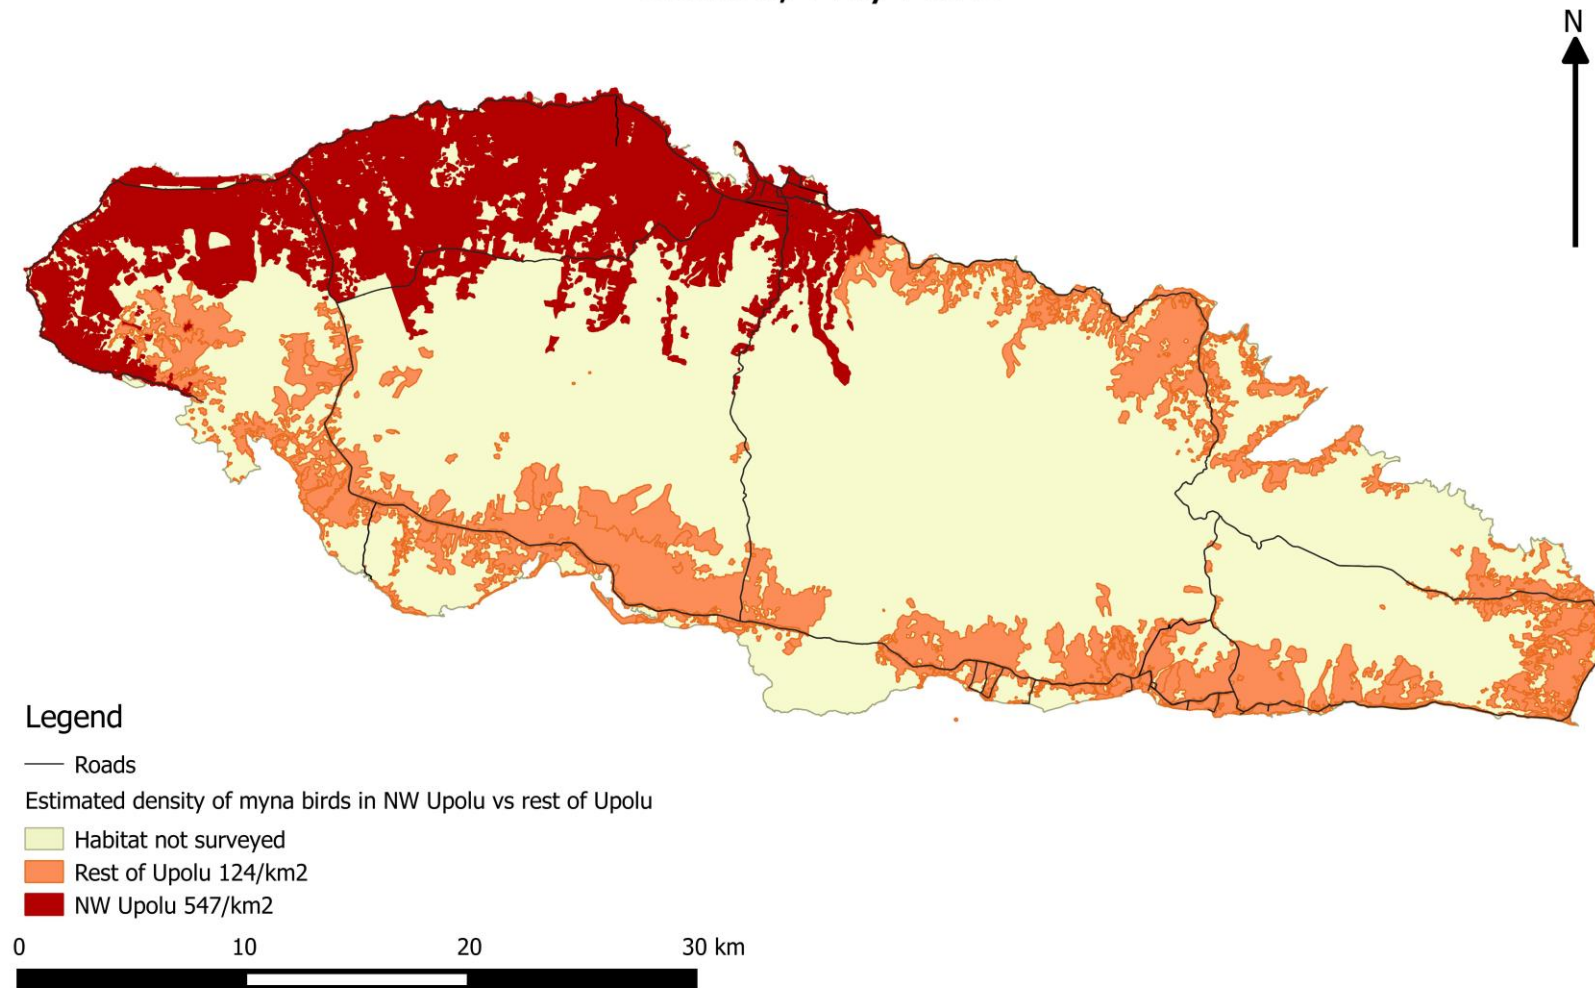 N
Legend
Roads
Estimated density of myna birds in NW Upolu vs rest of Upolu
Habitat not surveyed
Rest of Upolu 124/km2
NW Upolu 547/km2
0 10 20 30 km